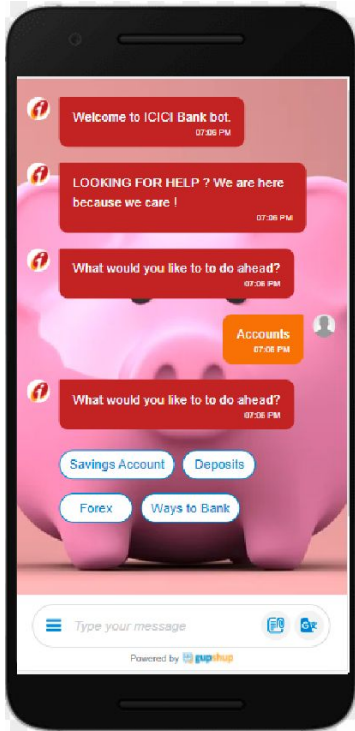 Welcome to ICICI Bank bot.
07:06 PM
LOOKING FOR HELP ? We are here
because we care !
07:06 PM
What would you like to to do ahead?
07:06 PM
Accounts
07:06 PM
What would you like to to do ahead?
07:06 PM
Savings Account
Deposits
Forex
Ways to Bank
Type your message
Powered by gupshup